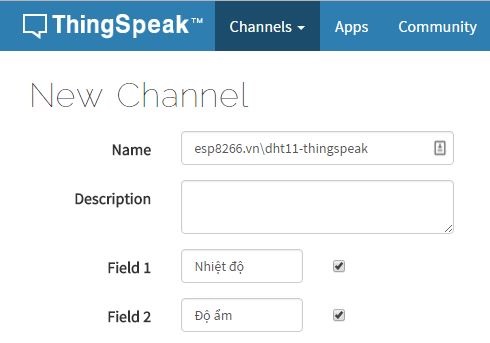 ThingSpeak™ Channels Apps Community
New Channel
Name esp8266.vn\dht11-thingspeak
Description
Field 1 Nhiệt độ
Field 2 Độ ẩm